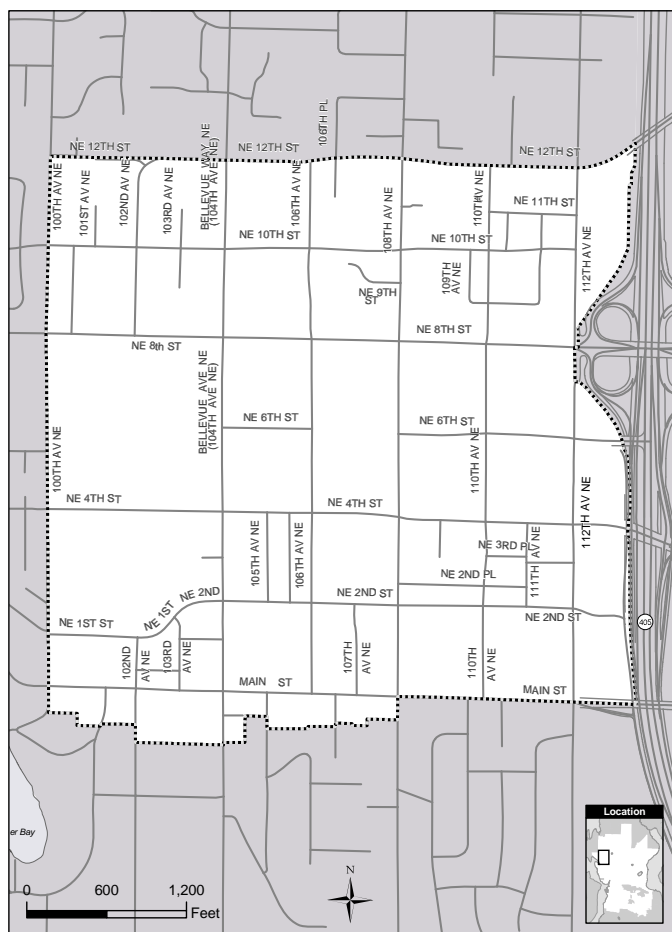 106TH PL
NE 12TH ST
NE 12TH ST
NE 12TH ST
100TH AV NE
101ST AV NE
102ND AV NE
103RD AV NE
BELLEVUE WAY NE
(104TH AVE NE)
106TH AV NE
108TH AV NE
110TH AV NE
NE 11TH ST
112TH AV NE
NE 10TH ST
NE 10TH ST
109TH
AV NE
NE 9TH
ST
NE 8th ST
NE 8TH ST
BELLEVUE AVE NE
(104TH AVE NE)
NE 6TH ST
NE 6TH ST
100TH AV NE
110TH AV NE
112TH AV NE
NE 4TH ST
NE 4TH ST
105TH AV NE
106TH AV NE
NE 3RD PL
111TH AV NE
NE 2ND PL
NE 1ST ST
NE 1ST
NE 2ND
NE 2ND ST
NE 2ND ST
405
102ND
AV NE
103RD
AV NE
107TH
AV NE
110TH
AV NE
MAIN ST
MAIN ST
er Bay
Location
0 600 1,200
Feet
N